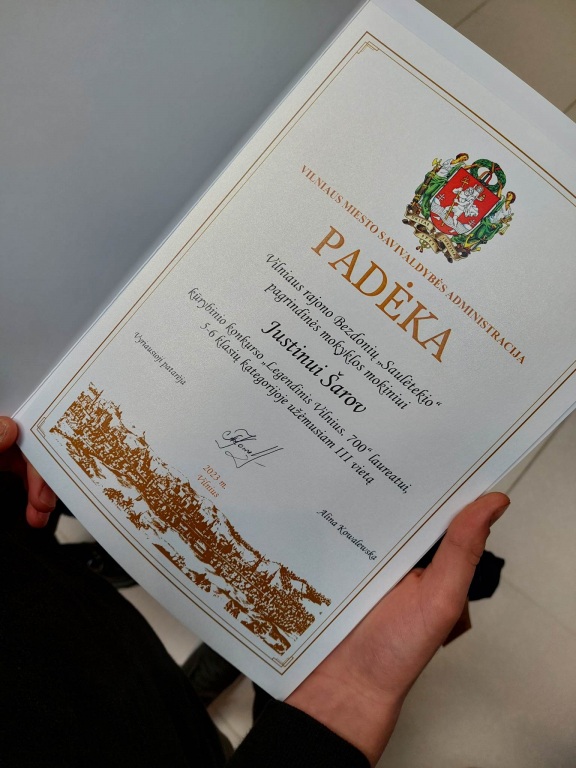 VILNIAUS MIESTO SAVIVALDYBĖS ADMINISTRACIJA
PADĖKA
Vilniaus rajono Bezdonių „Saulėtekio“
pagrindinės mokyklos mokiniui
Justinui Šarov
kūrybinio konkurso „Legendinis Vilnius. 700“ laureatui,
5-6 klasių kategorijoje užėmusiam III vietą
Vyriausioji patarėja
Alina Kowalewska
2023 m.
Vilnius